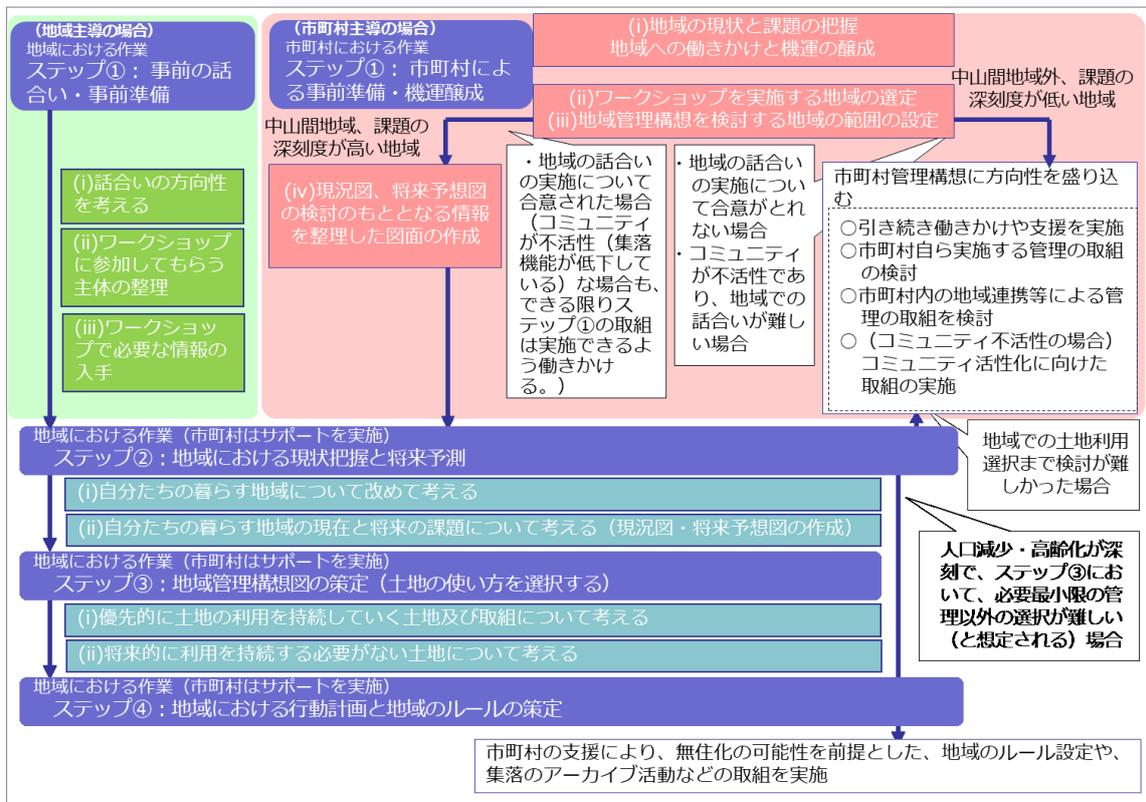 （地域主導の場合）
地域における作業
ステップ①：事前の話
合い・事前準備
(i)話合いの方向性
を考える
(ii)ワークショップ
に参加してもらう
主体の整理
(iii)ワークショッ
プで必要な情報の
入手
（市町村主導の場合）
市町村における作業
ステップ①：市町村によ
る事前準備・機運醸成
(i)地域の現状と課題の把握
地域への働きかけと機運の醸成
(ii)ワークショップを実施する地域の選定
(iii)地域管理構想を検討する地域の範囲の設定
中山間地域、課題の
深刻度が高い地域
中山間地域外、課題の
深刻度が低い地域
(iv)現況図、将来予想図
の検討のもととなる情報
を整理した図面の作成
・地域の話合い
の実施について
合意された場合
（コミュニティ
が不活性（集落
機能が低下して
いる）な場合も、
できる限りス
テップ①の取組
は実施できるよ
う働きかけ
る。）
・地域の話合い
の実施につい
て合意がとれ
ない場合
・コミュニティ
が不活性であ
り、地域での
話合いが難し
い場合
市町村管理構想に方向性を盛り込
む
○引き続き働きかけや支援を実施
○市町村自ら実施する管理の取組
の検討
○市町村内の地域連携等による管
理の取組を検討
○（コミュニティ不活性の場合）
コミュニティ活性化に向けた
取組の実施
地域における作業（市町村はサポートを実施）
ステップ②：地域における現状把握と将来予測
(i)自分たちの暮らす地域について改めて考える
(ii)自分たちの暮らす地域の現在と将来の課題について考える（現況図・将来予想図の作成）
地域での土地利用
選択まで検討が難
しかった場合
地域における作業（市町村はサポートを実施）
ステップ③：地域管理構想図の策定（土地の使い方を選択する）
(i)優先的に土地の利用を持続していく土地及び取組について考える
(ii)将来的に利用を持続する必要がない土地について考える
人口減少・高齢化が深
刻で、ステップ③にお
いて、必要最小限の管
理以外の選択が難しい
（と想定される）場合
地域における作業（市町村はサポートを実施）
ステップ④：地域における行動計画と地域のルールの策定
市町村の支援により、無住化の可能性を前提とした、地域のルール設定や、
集落のアーカイブ活動などの取組を実施